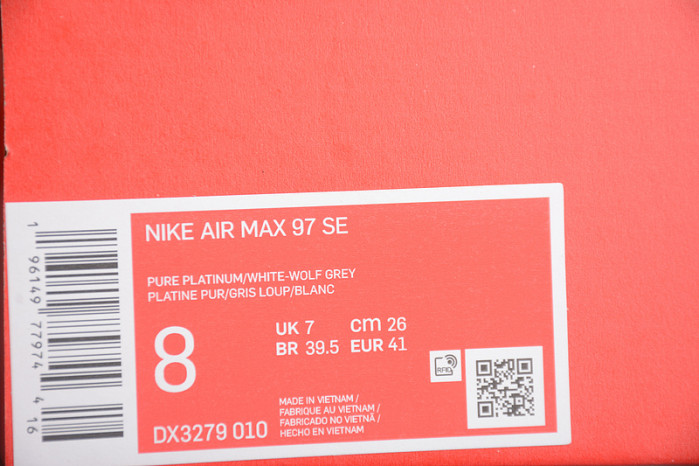 NIKE AIR MAX 97 SE
PURE PLATINUM/WHITE-WOLF GREY
PLATINE PUR/GRIS LOUP/BLANC
8
UK 7 cm 26
BR 39.5 EUR 41
RFID
DX3279 010
MADE IN VIETNAM /
FABRIQUE AU VIETNAM /
FABRICADO NO VIETNÃ /
HECHO EN VIETNAM
1 96149 77974 4 16